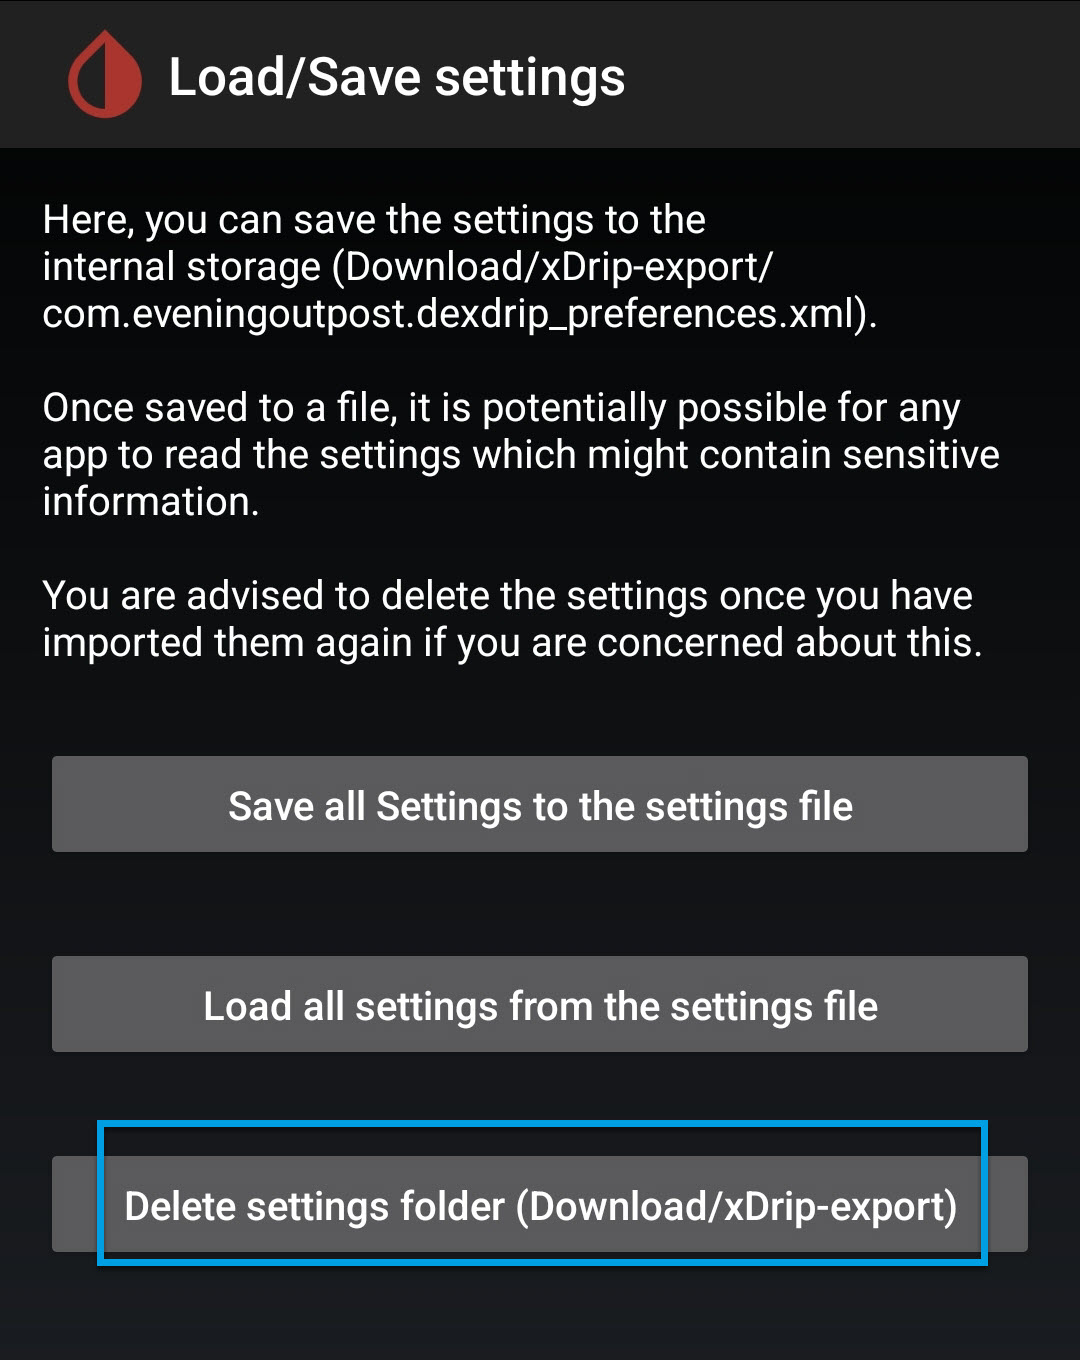 Load/Save settings
Here, you can save the settings to the
internal storage (Download/xDrip-export/
com.eveningoutpost.dexdrip_preferences.xml).
Once saved to a file, it is potentially possible for any
app to read the settings which might contain sensitive
information.
You are advised to delete the settings once you have
imported them again if you are concerned about this.
Save all Settings to the settings file
Load all settings from the settings file
Delete settings folder (Download/xDrip-export)